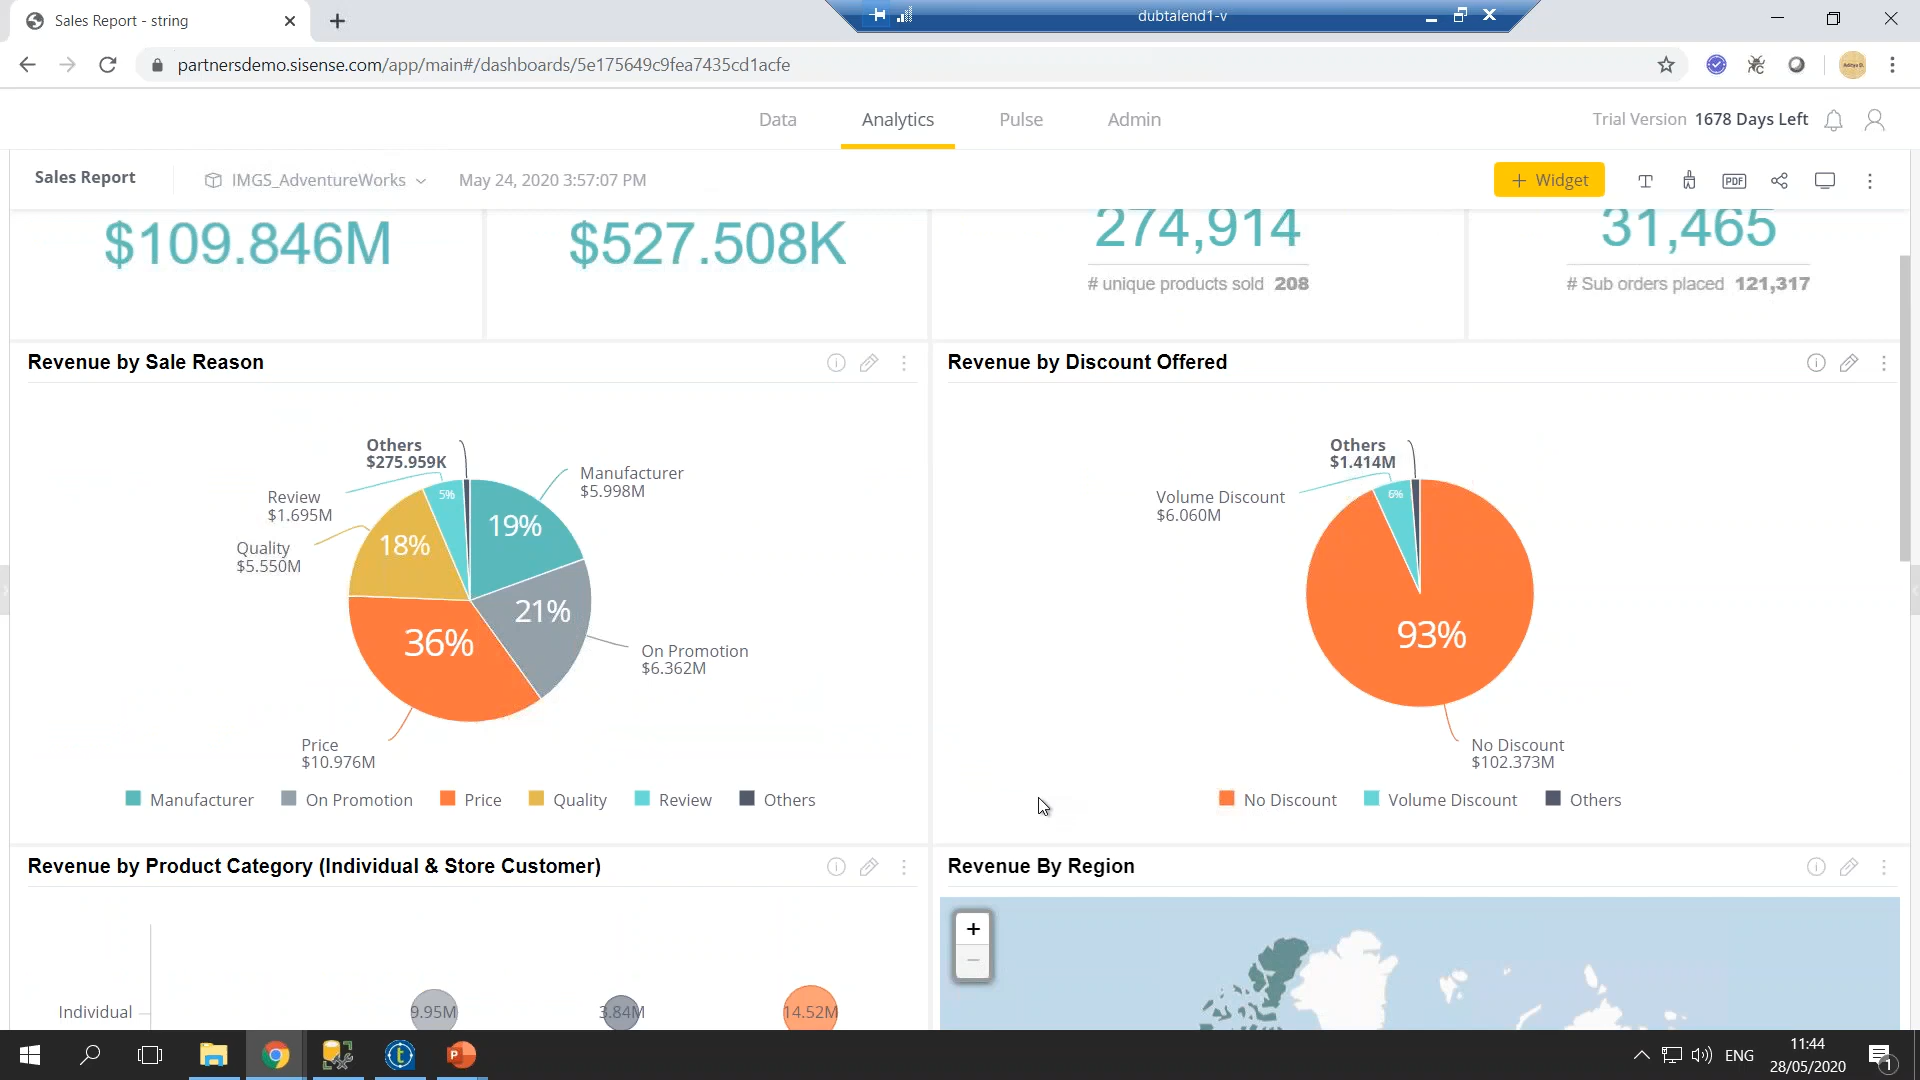 Sales Report - string
dubtalend1-v
partnersdemo.sisense.com/app/main#/dashboards/5e175649c9fea7435cd1acfe
Aditya D.
Data
Analytics
Pulse
Admin
Trial Version 1678 Days Left
Sales Report
IMGS_AdventureWorks
May 24, 2020 3:57:07 PM
+ Widget
PDF
$109.846M
$527.508K
274,914
# unique products sold 208
31,465
# Sub orders placed 121,317
Revenue by Sale Reason
Others
$275.959K
Manufacturer
$5.998M
Review
$1.695M
Quality
$5.550M
5%
19%
18%
21%
36%
On Promotion
$6.362M
Price
$10.976M
Manufacturer
On Promotion
Price
Quality
Review
Others
Revenue by Discount Offered
Others
$1.414M
Volume Discount
$6.060M
6%
93%
No Discount
$102.373M
No Discount
Volume Discount
Others
Revenue by Product Category (Individual & Store Customer)
Individual
9.95M
3.84M
14.52M
Revenue By Region
+
−
ENG
11:44
28/05/2020
1